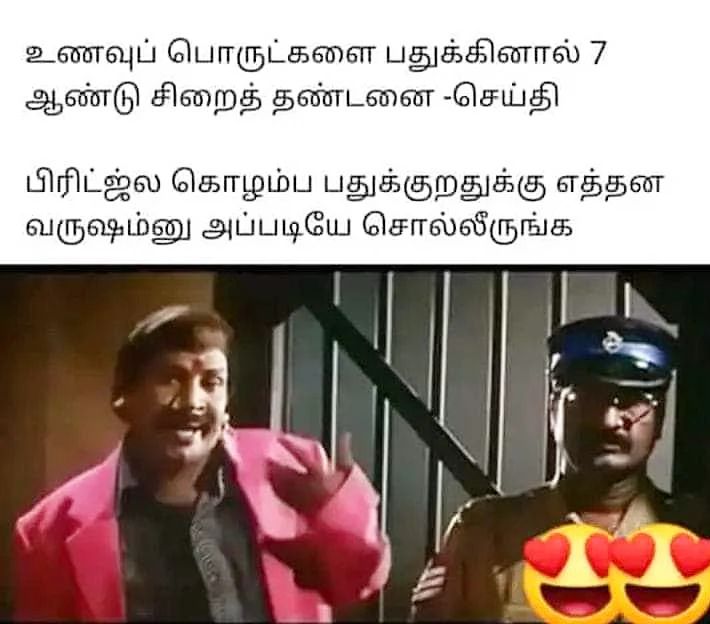 உணவுப் பொருட்களை பதுக்கினால் 7
ஆண்டு சிறைத் தண்டனை -செய்தி
பிரிட்ஜ்ல கொழம்ப பதுக்குறதுக்கு எத்தன
வருஷம்னு அப்படியே சொல்லீருங்க